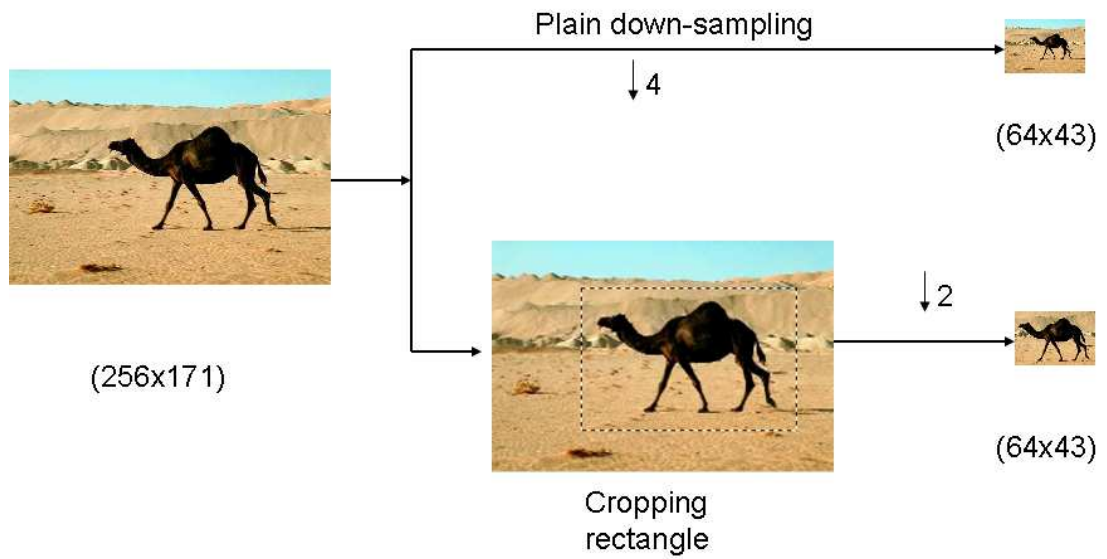 Plain down-sampling
4
(64x43)
(256x171)
2
(64x43)
Cropping
rectangle